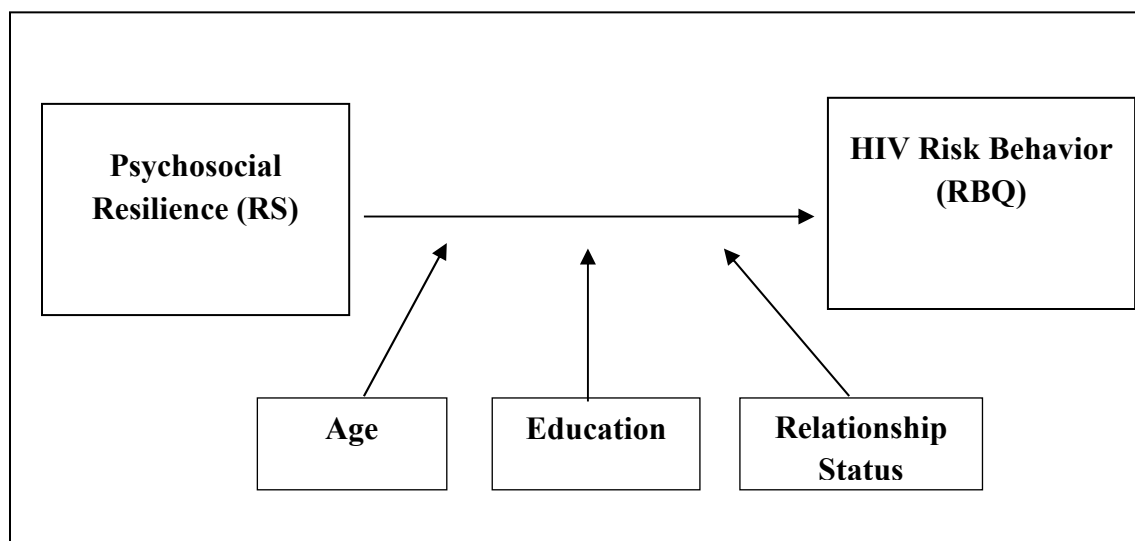 Psychosocial
Resilience (RS)
HIV Risk Behavior
(RBQ)
Age
Education
Relationship
Status